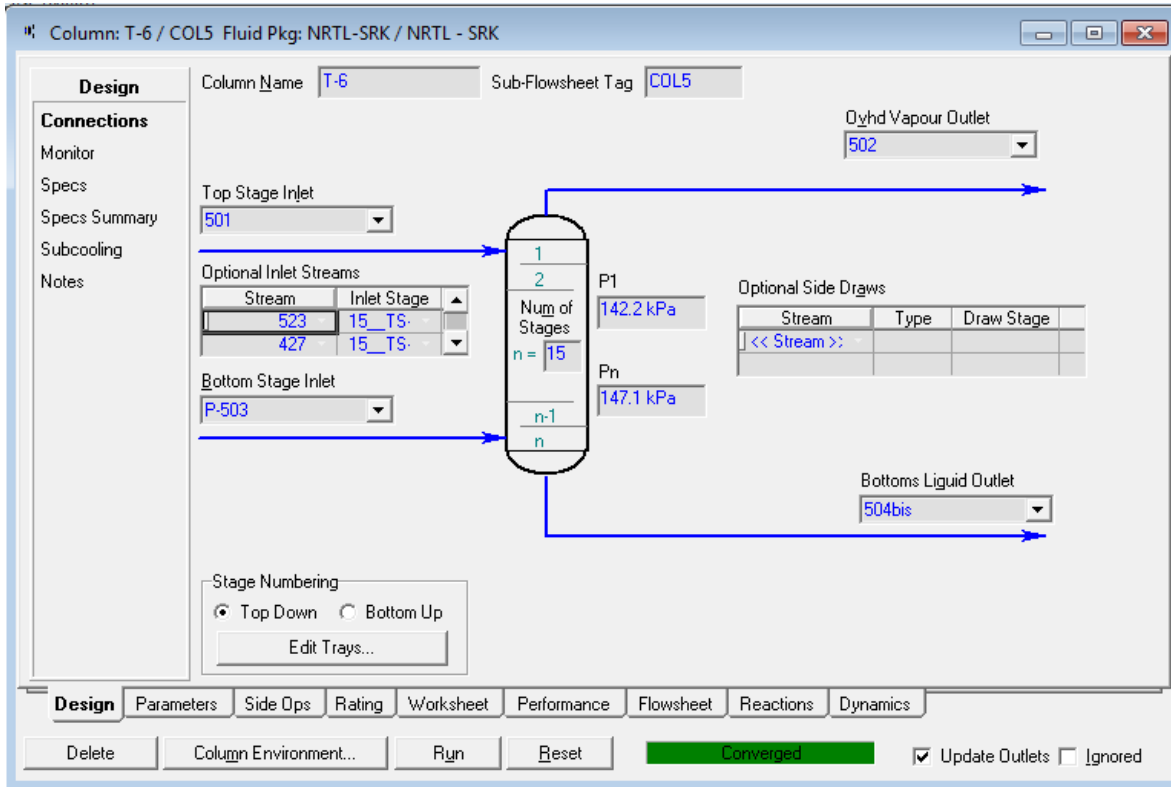 Column: T-6 / COL5 Fluid Pkg: NRTL-SRK / NRTL - SRK
Design
Connections
Monitor
Specs
Specs Summary
Subcooling
Notes
Column Name T-6 Sub-Flowsheet Tag COL5
Ovhd Vapour Outlet
502
Top Stage Inlet
501
Optional Inlet Streams
Stream Inlet Stage
523 15__TS-
427 15__TS-
Bottom Stage Inlet
P-503
1
2
Num of
Stages
n = 15
n-1
n
P1
142.2 kPa
Pn
147.1 kPa
Optional Side Draws
Stream Type Draw Stage
<< Stream >>
Bottoms Liquid Outlet
504bis
Stage Numbering
Top Down Bottom Up
Edit Trays...
Design Parameters Side Ops Rating Worksheet Performance Flowsheet Reactions Dynamics
Delete Column Environment... Run Reset Converged Update Outlets Ignored